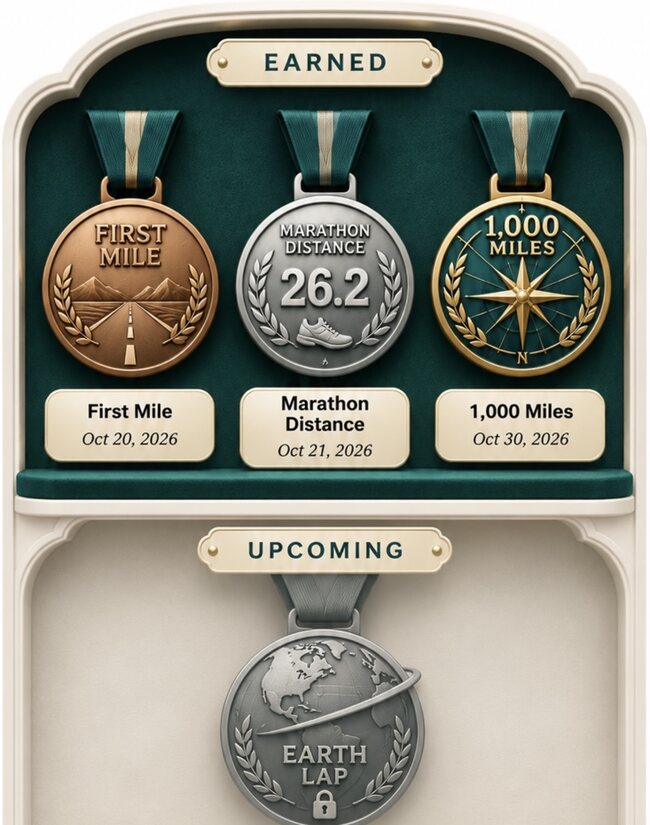 EARNED
FIRST
MILE
MARATHON
DISTANCE
26.2
1,000
MILES
N
First Mile
Oct 20, 2026
Marathon
Distance
Oct 21, 2026
1,000 Miles
Oct 30, 2026
UPCOMING
EARTH
LAP